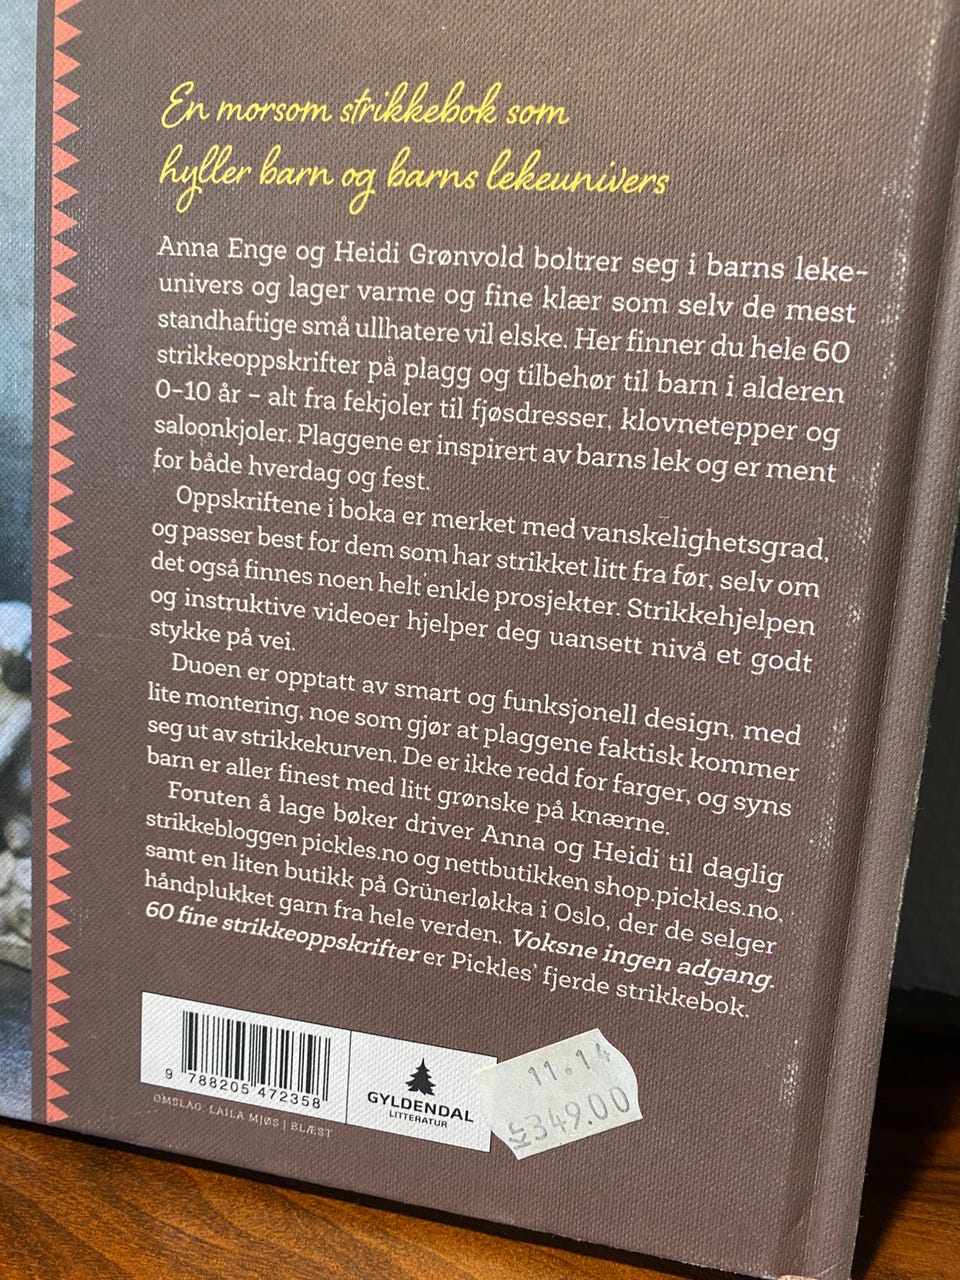 En morsom strikkebok som
hyller barn og barns lekeunivers
Anna Enge og Heidi Grønvold boltrer seg i barns leke-
univers og lager varme og fine klær som selv de mest
standhaftige små ullhatere vil elske. Her finner du hele 60
strikkeoppskrifter på plagg og tilbehør til barn i alderen
0–10 år – alt fra fekjoler til fjøsdresser, klovnetepper og
saloonkjoler. Plaggene er inspirert av barns lek og er ment
for både hverdag og fest.
Oppskriftene i boka er merket med vanskelighetsgrad,
og passer best for dem som har strikket litt fra før, selv om
det også finnes noen helt enkle prosjekter. Strikkehjelpen
og instruktive videoer hjelper deg uansett nivå et godt
stykke på vei.
Duoen er opptatt av smart og funksjonell design, med
lite montering, noe som gjør at plaggene faktisk kommer
seg ut av strikkekurven. De er ikke redd for farger, og syns
barn er aller finest med litt grønske på knærne.
Foruten å lage bøker driver Anna og Heidi til daglig
strikkebloggen pickles.no og nettbutikken shop.pickles.no,
samt en liten butikk på Grünerløkka i Oslo, der de selger
håndplukket garn fra hele verden. Voksne ingen adgang.
60 fine strikkeoppskrifter er Pickles’ fjerde strikkebok.
9 788205 472358
GYLDENDAL
LITTERATUR
OMSLAG: LAILA MJØS | BLÆST
11.14
Kr 349.00